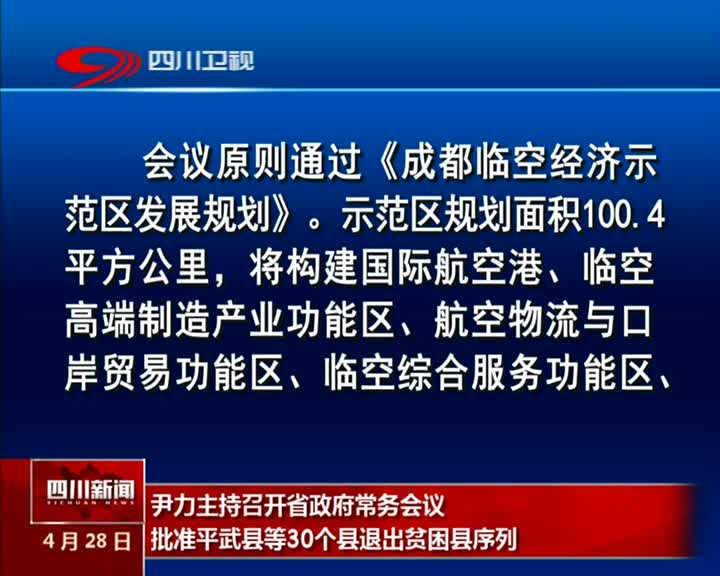 四川卫视
会议原则通过《成都临空经济示
范区发展规划》。示范区规划面积100.4
平方公里，将构建国际航空港、临空
高端制造产业功能区、航空物流与口
岸贸易功能区、临空综合服务功能区、
四川新闻
SICHUAN NEWS
4月28日
尹力主持召开省政府常务会议
批准平武县等30个县退出贫困县序列